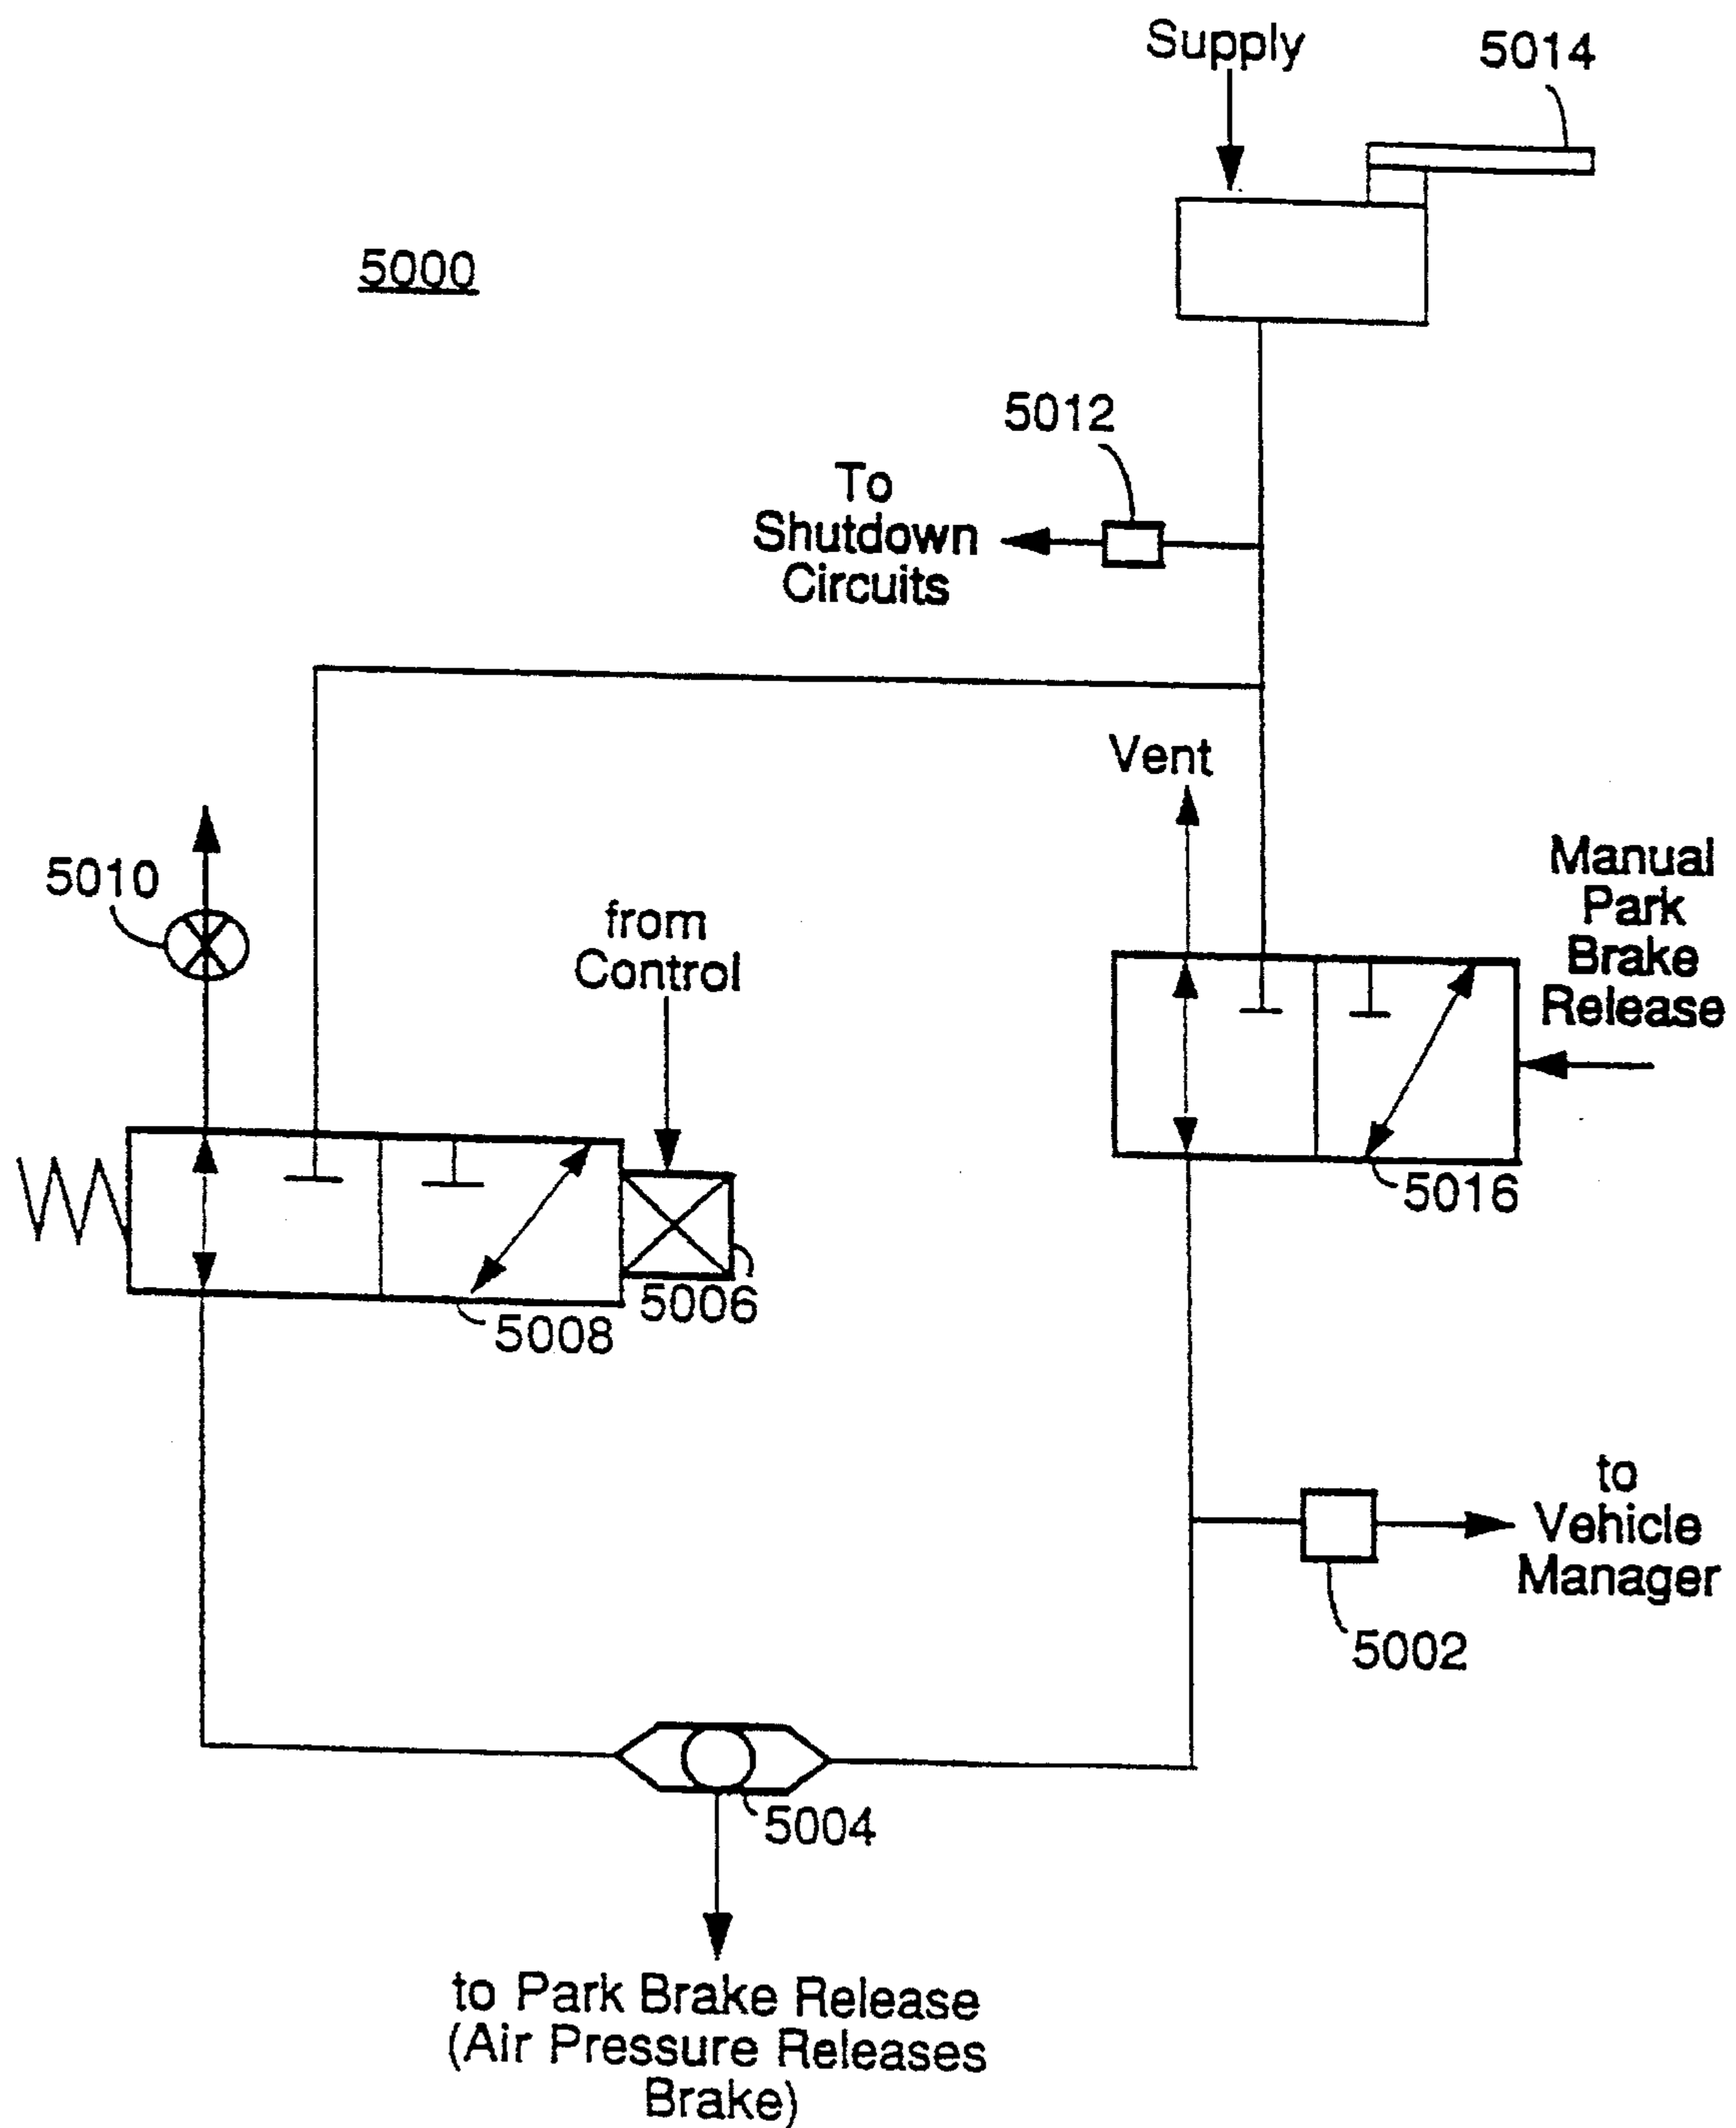 Supply
5014
5000
5012
To
Shutdown
Circuits
Vent
Manual
Park
Brake
Release
5010
from
Control
5016
5006
5008
to
Vehicle
Manager
5002
5004
to Park Brake Release
(Air Pressure Releases
Brake)